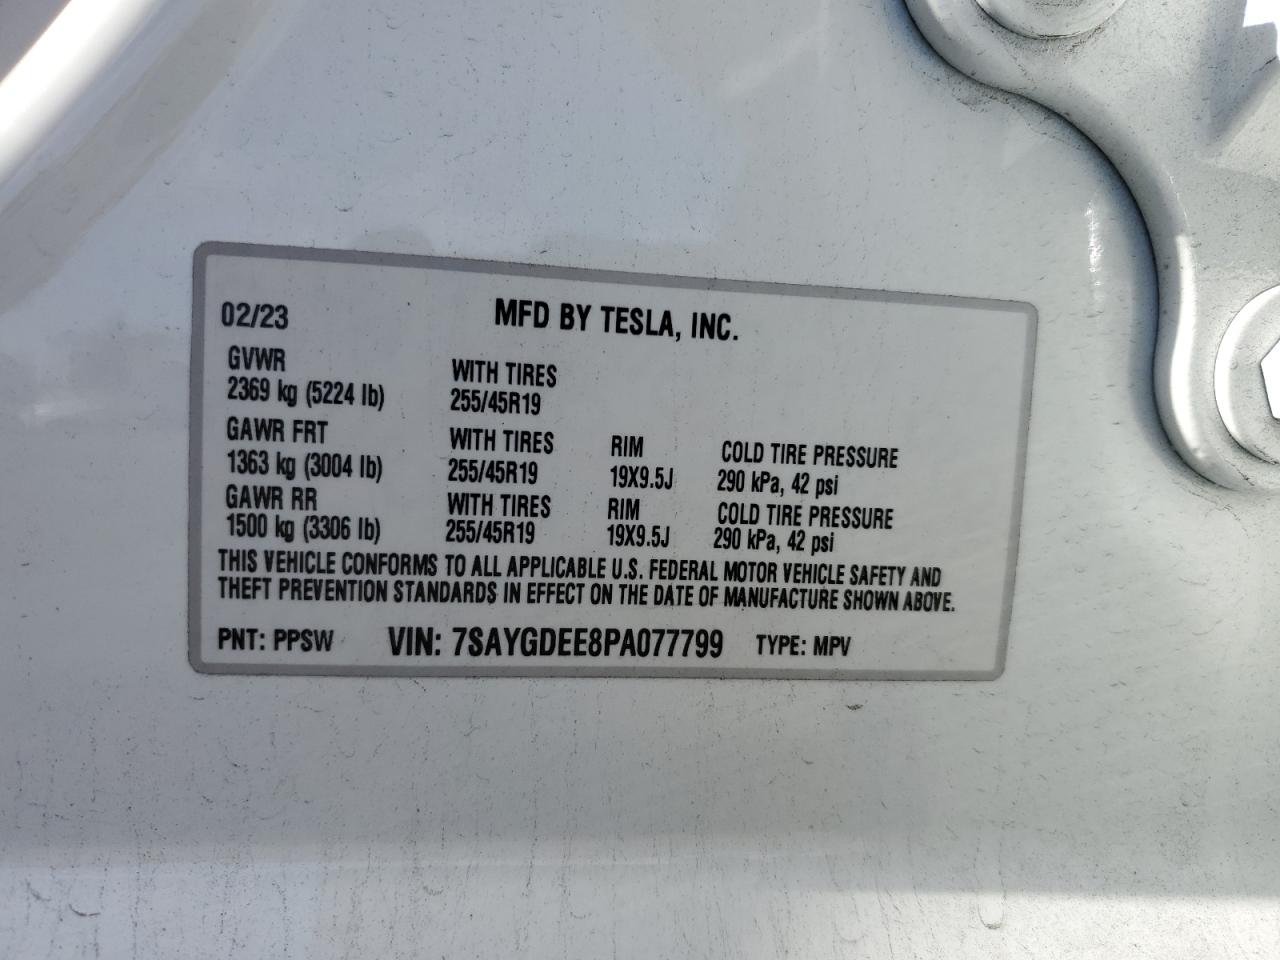 02/23 MFD BY TESLA, INC.
GVWR WITH TIRES
2369 kg (5224 lb) 255/45R19
GAWR FRT WITH TIRES RIM COLD TIRE PRESSURE
1363 kg (3004 lb) 255/45R19 19X9.5J 290 kPa, 42 psi
GAWR RR WITH TIRES RIM COLD TIRE PRESSURE
1500 kg (3306 lb) 255/45R19 19X9.5J 290 kPa, 42 psi
THIS VEHICLE CONFORMS TO ALL APPLICABLE U.S. FEDERAL MOTOR VEHICLE SAFETY AND
THEFT PREVENTION STANDARDS IN EFFECT ON THE DATE OF MANUFACTURE SHOWN ABOVE.
PNT: PPSW VIN: 7SAYGDEE8PA077799 TYPE: MPV